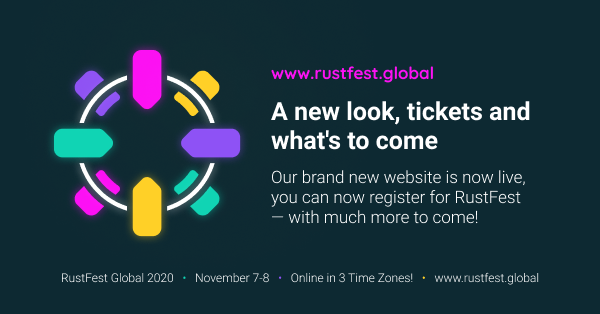 www.rustfest.global
A new look, tickets and
what's to come
Our brand new website is now live,
you can now register for RustFest
— with much more to come!
RustFest Global 2020 • November 7-8 • Online in 3 Time Zones! • www.rustfest.global